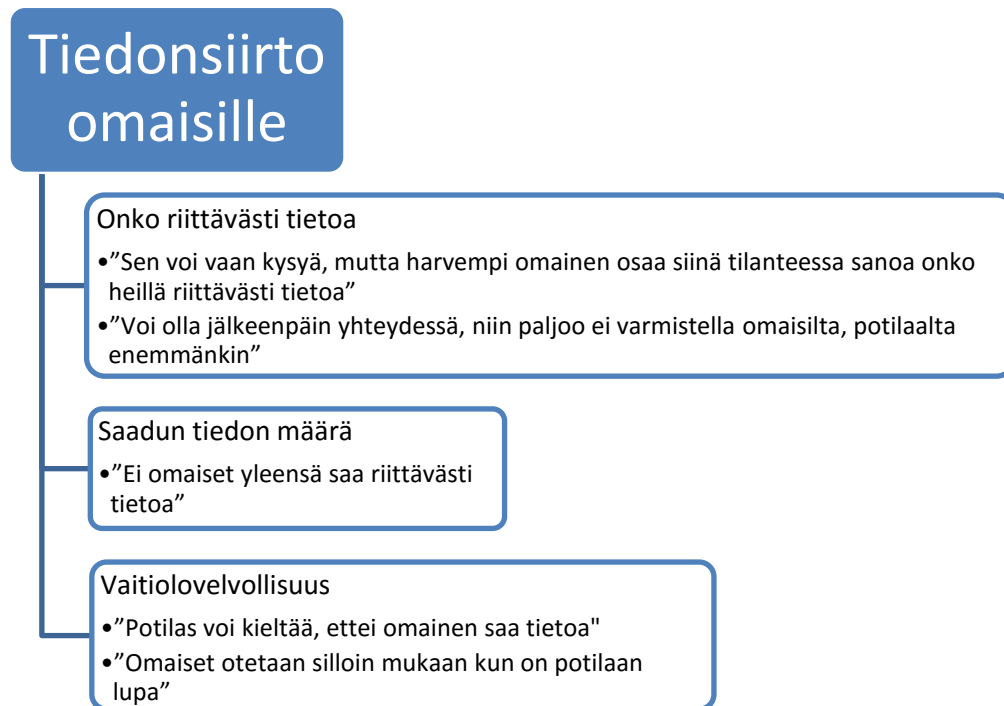 Tiedonsiirto
omaisille
Onko riittävästi tietoa
•”Sen voi vaan kysyä, mutta harvempi omainen osaa siinä tilanteessa sanoa onko
heillä riittävästi tietoa”
•”Voi olla jälkeenpäin yhteydessä, niin paljoo ei varmistella omaisilta, potilaalta
enemmänkin”
Saadun tiedon määrä
•”Ei omaiset yleensä saa riittävästi
tietoa”
Vaitiolovelvollisuus
•”Potilas voi kieltää, ettei omainen saa tietoa"
•”Omaiset otetaan silloin mukaan kun on potilaan
lupa”